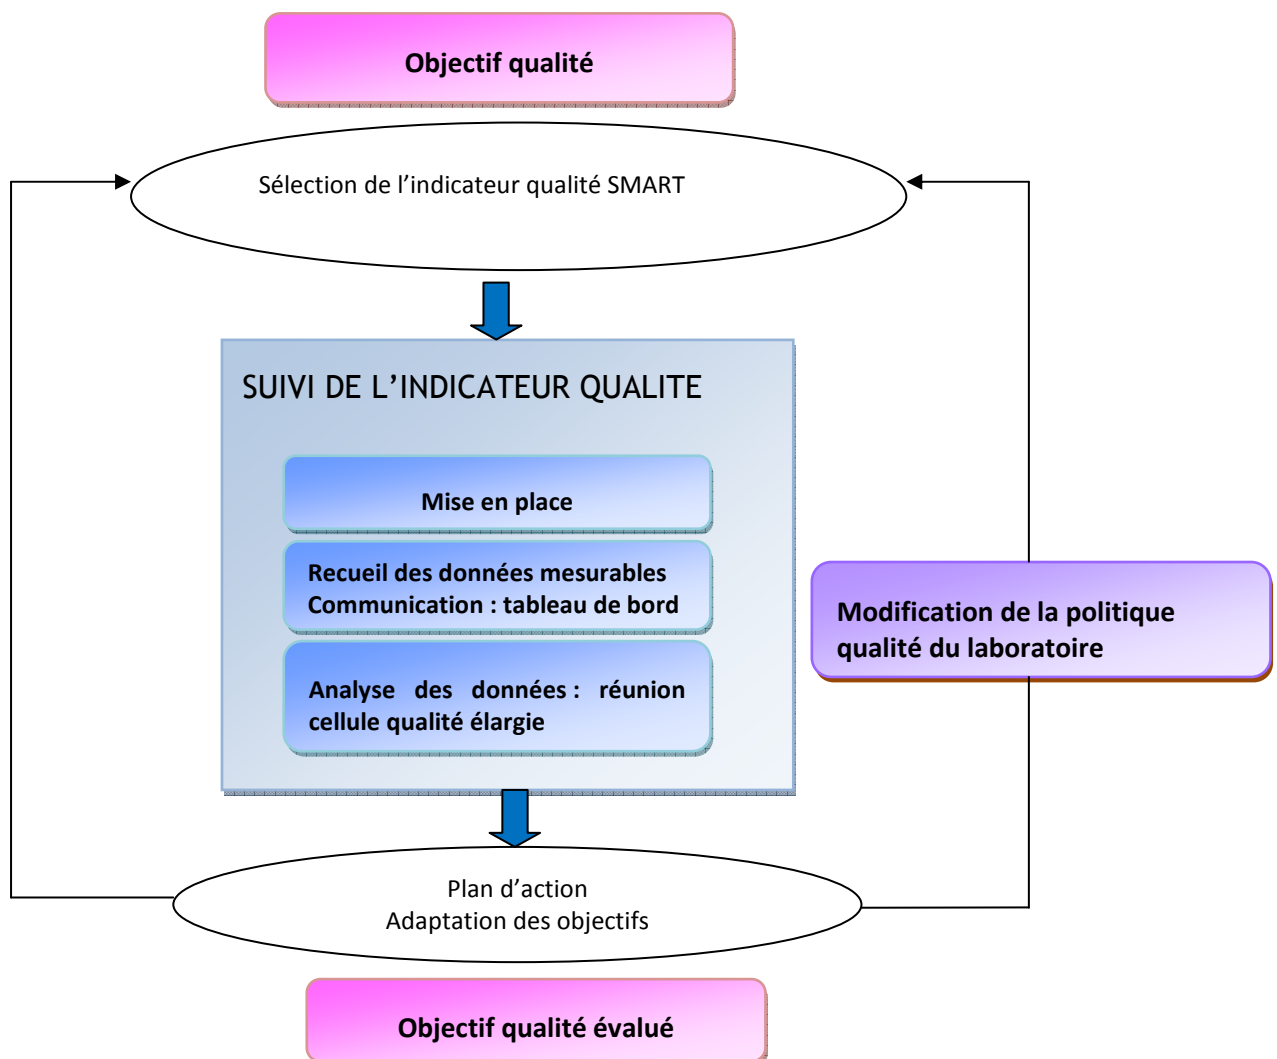 Objectif qualité
Sélection de l’indicateur qualité SMART
SUIVI DE L’INDICATEUR QUALITE
Mise en place
Recueil des données mesurables
Communication : tableau de bord
Analyse des données : réunion
cellule qualité élargie
Modification de la politique
qualité du laboratoire
Plan d’action
Adaptation des objectifs
Objectif qualité évalué